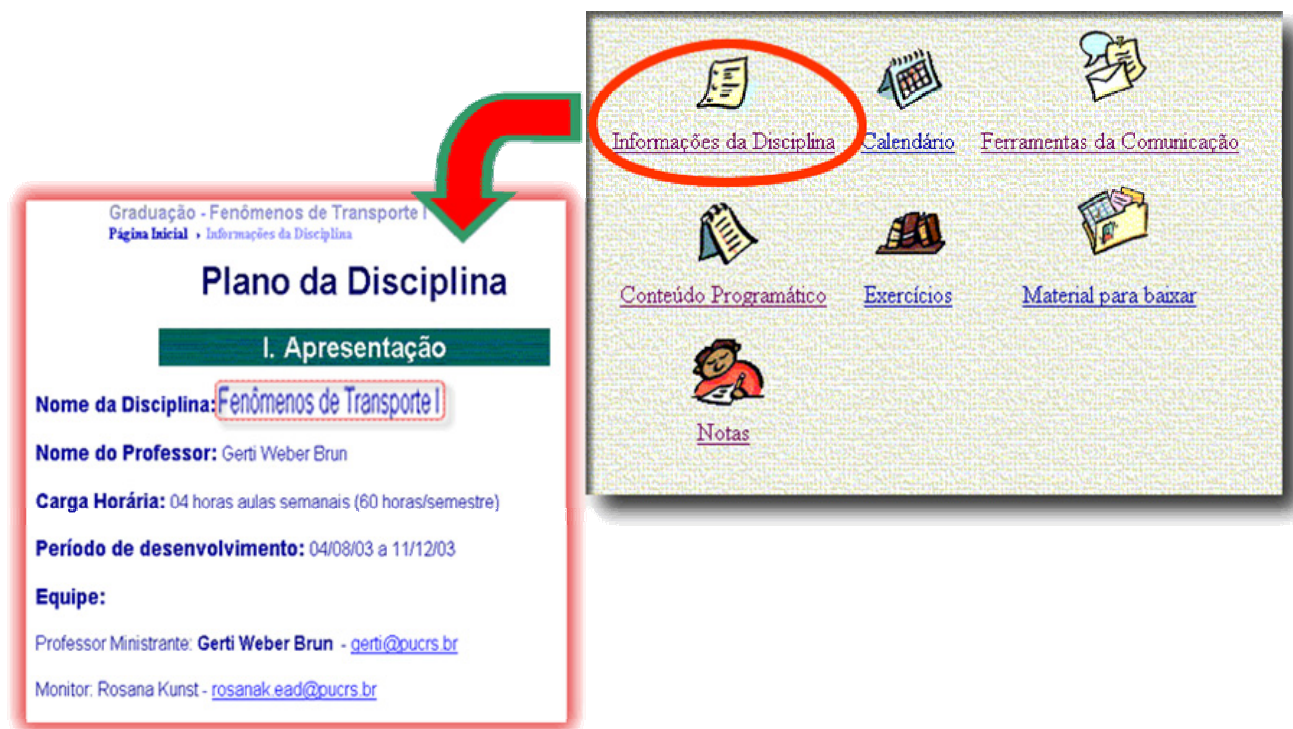 Informações da Disciplina
Calendário
Ferramentas da Comunicação
Conteúdo Programático
Exercícios
Material para baixar
Notas
Graduação - Fenômenos de Transporte I
Página Inicial › Informações da Disciplina
Plano da Disciplina
I. Apresentação
Nome da Disciplina: Fenômenos de Transporte I
Nome do Professor: Gerti Weber Brun
Carga Horária: 04 horas aulas semanais (60 horas/semestre)
Período de desenvolvimento: 04/08/03 a 11/12/03
Equipe:
Professor Ministrante: Gerti Weber Brun - gerti@pucrs.br
Monitor: Rosana Kunst - rosanak.ead@pucrs.br